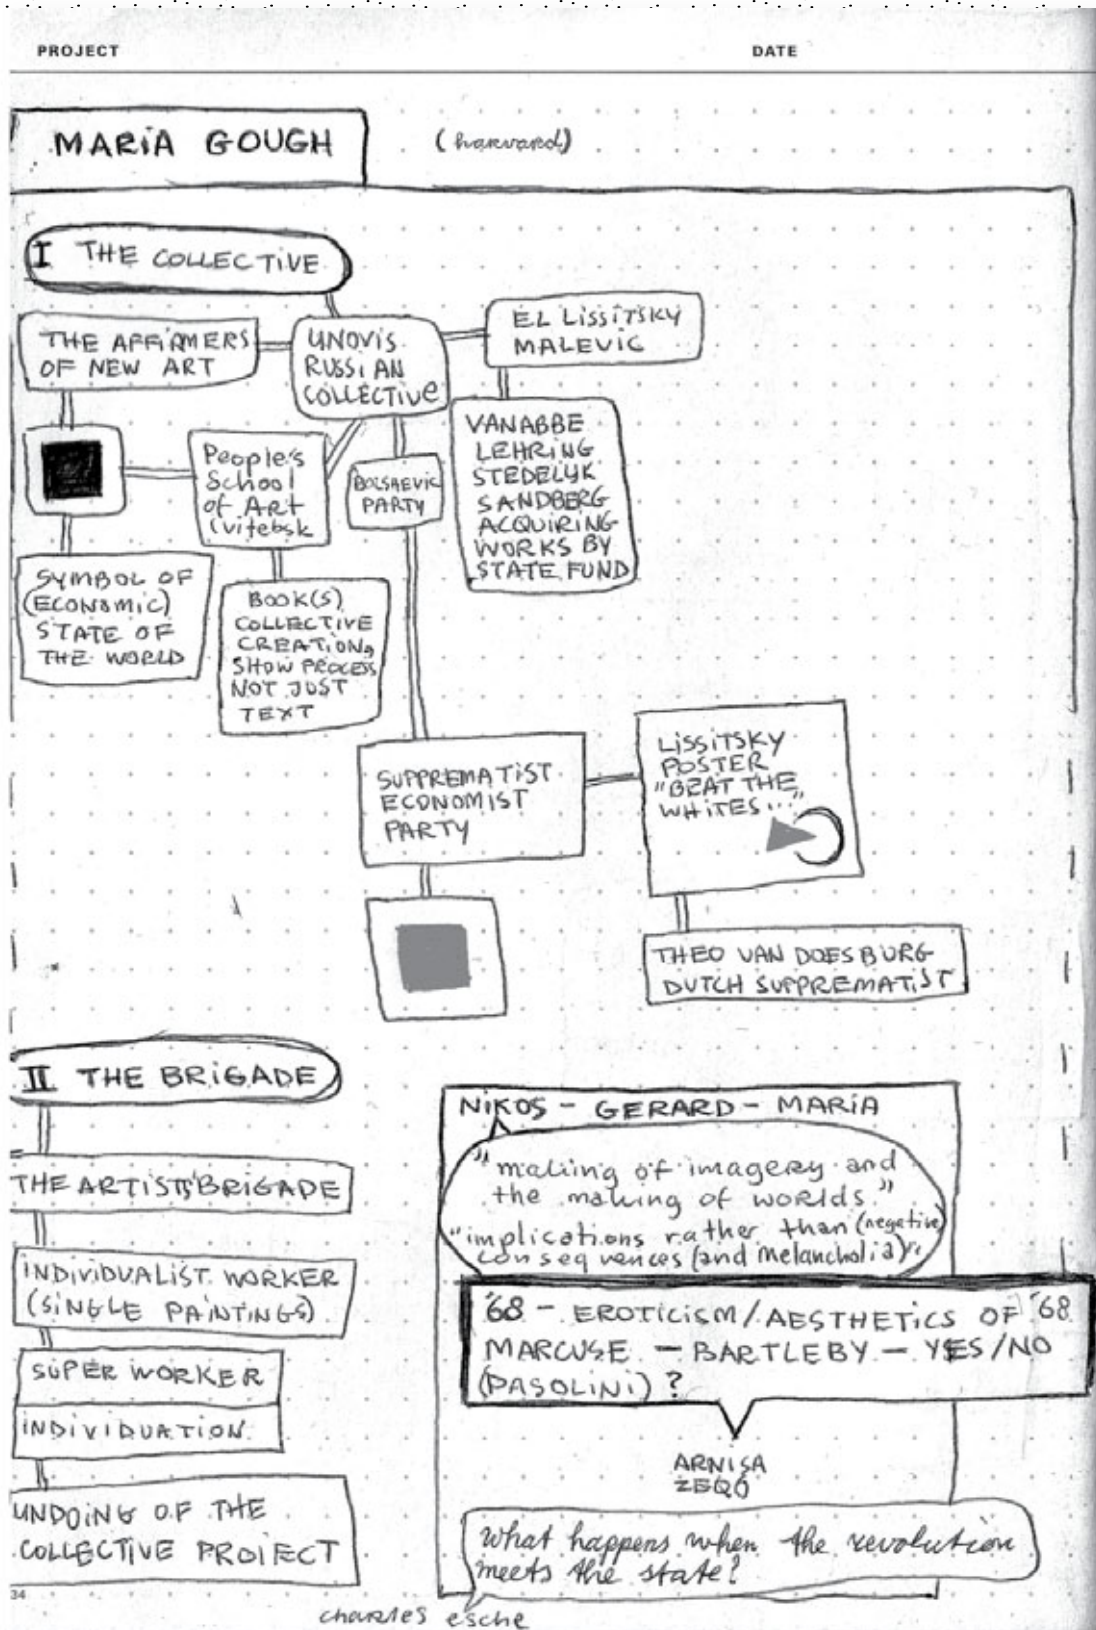 PROJECT
DATE
MARIA GOUGH
(harvard)
I THE COLLECTIVE
THE AFFIRMERS
OF NEW ART
UNOVIS
RUSSIAN
COLLECTIVE
EL LISSITSKY
MALEVIC
VANABBE
LEHRING
STEDELYK
SANDBERG
ACQUIRING
WORKS BY
STATE FUND
People's
School
of Art
(vitebsk
BOLSHEVIC
PARTY
SYMBOL OF
(ECONOMIC)
STATE OF
THE WORLD
BOOK(S)
COLLECTIVE
CREATION,
SHOW PROCESS
NOT JUST
TEXT
SUPPREMATIST
ECONOMIST
PARTY
LISSITSKY
POSTER
"BEAT THE
WHITES..."
THEO VAN DOESBURG
DUTCH SUPPREMATIST
II THE BRIGADE
THE ARTISTS' BRIGADE
INDIVIDUALIST WORKER
(SINGLE PAINTINGS)
SUPER WORKER
INDIVIDUATION
UNDOING OF THE
COLLECTIVE PROIECT
NIKOS - GERARD - MARIA
"making of imagery and
the making of worlds"
"implications rather than (negative)
consequences (and melancholia)"
'68 - EROTICISM/AESTHETICS OF '68
MARCUSE - BARTLEBY - YES/NO
(PASOLINI) ?
ARNISA
ZEQO
What happens when the revolution
meets the state?
charles esche
34